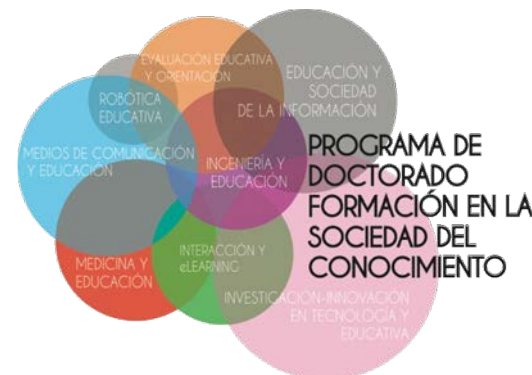 EVALUACIÓN EDUCATIVA
Y ORIENTACIÓN
EDUCACIÓN Y
SOCIEDAD
DE LA INFORMACIÓN
ROBÓTICA
EDUCATIVA
MEDIOS DE COMUNICACIÓN
Y EDUCACIÓN
INGENIERÍA Y
EDUCACIÓN
PROGRAMA DE
DOCTORADO
FORMACIÓN EN LA
SOCIEDAD DEL
CONOCIMIENTO
MEDICINA Y
EDUCACIÓN
INTERACCIÓN Y
eLEARNING
INVESTIGACIÓN-INNOVACIÓN
EN TECNOLOGÍA Y
EDUCATIVA